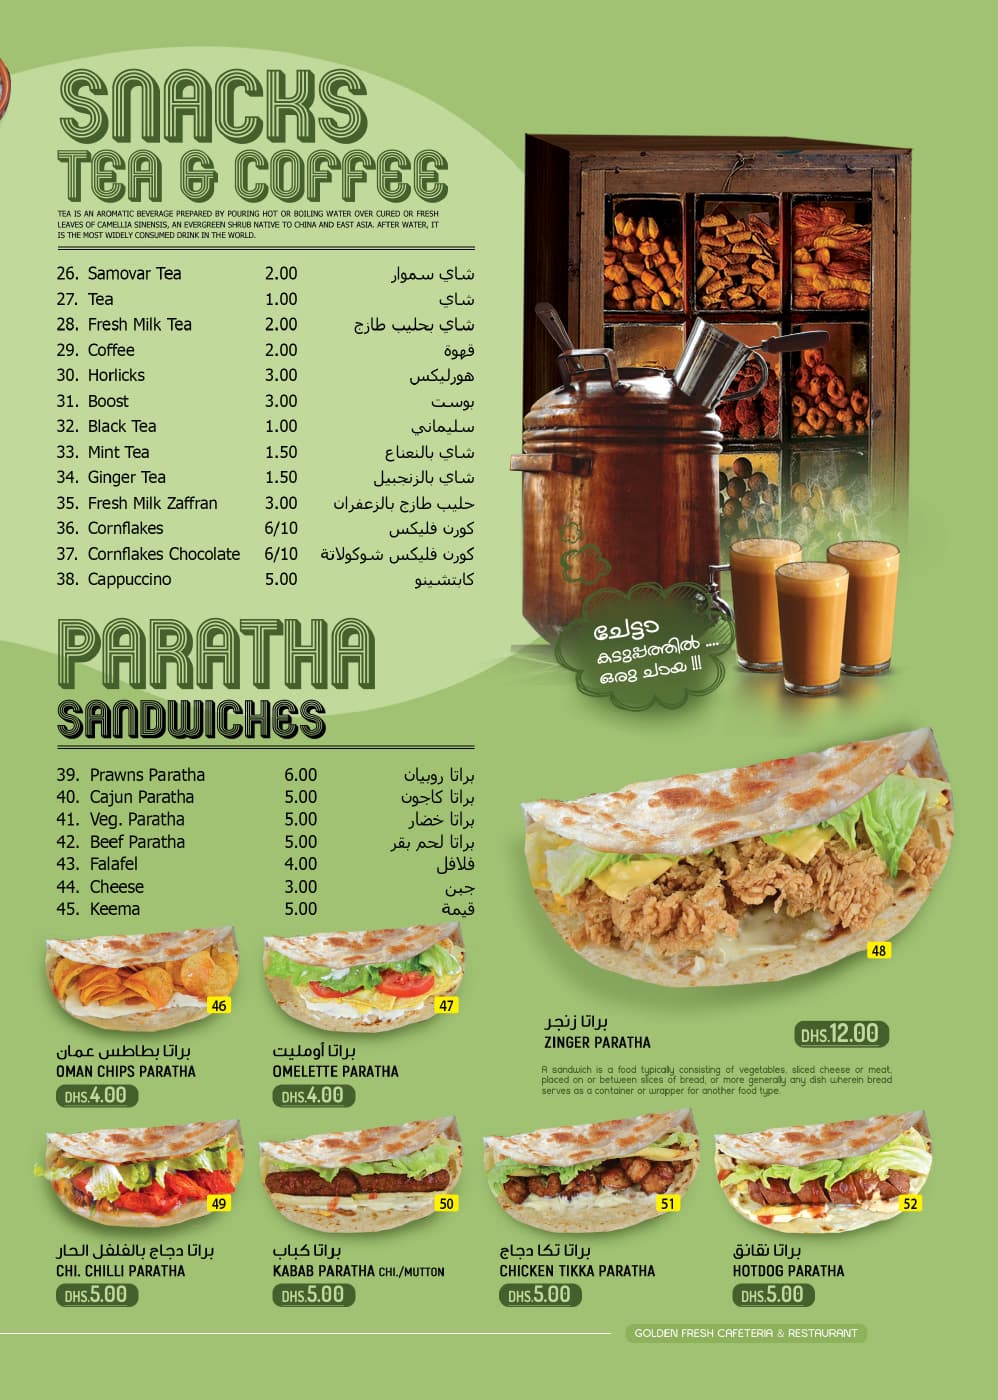 SNACKS
TEA & COFFEE
TEA IS AN AROMATIC BEVERAGE PREPARED BY POURING HOT OR BOILING WATER OVER CURED OR FRESH
LEAVES OF CAMELLIA SINENSIS, AN EVERGREEN SHRUB NATIVE TO CHINA AND EAST ASIA. AFTER WATER, IT
IS THE MOST WIDELY CONSUMED DRINK IN THE WORLD.
26. Samovar Tea 2.00 شاي سموار
27. Tea 1.00 شاي
28. Fresh Milk Tea 2.00 شاي بحليب طازج
29. Coffee 2.00 قهوة
30. Horlicks 3.00 هورليكس
31. Boost 3.00 بوست
32. Black Tea 1.00 سليماني
33. Mint Tea 1.50 شاي بالنعناع
34. Ginger Tea 1.50 شاي بالزنجبيل
35. Fresh Milk Zaffran 3.00 حليب طازج بالزعفران
36. Cornflakes 6/10 كورن فليكس
37. Cornflakes Chocolate 6/10 كورن فليكس شوكولاتة
38. Cappuccino 5.00 كابتشينو
ചേട്ടാ
കടുപ്പത്തിൽ ....
ഒരു ചായ !!!
PARATHA
SANDWICHES
39. Prawns Paratha 6.00 براتا روبيان
40. Cajun Paratha 5.00 براتا كاجون
41. Veg. Paratha 5.00 براتا خضار
42. Beef Paratha 5.00 براتا لحم بقر
43. Falafel 4.00 فلافل
44. Cheese 3.00 جبن
45. Keema 5.00 قيمة
46
براتا بطاطس عمان
OMAN CHIPS PARATHA
DHS.4.00
47
براتا أومليت
OMELETTE PARATHA
DHS.4.00
48
براتا زنجر
ZINGER PARATHA
DHS.12.00
A sandwich is a food typically consisting of vegetables, sliced cheese or meat,
placed on or between slices of bread, or more generally any dish wherein bread
serves as a container or wrapper for another food type.
49
براتا دجاج بالفلفل الحار
CHI. CHILLI PARATHA
DHS.5.00
50
براتا كباب
KABAB PARATHA CHI./MUTTON
DHS.5.00
51
براتا تكا دجاج
CHICKEN TIKKA PARATHA
DHS.5.00
52
براتا نقانق
HOTDOG PARATHA
DHS.5.00
GOLDEN FRESH CAFETERIA & RESTAURANT